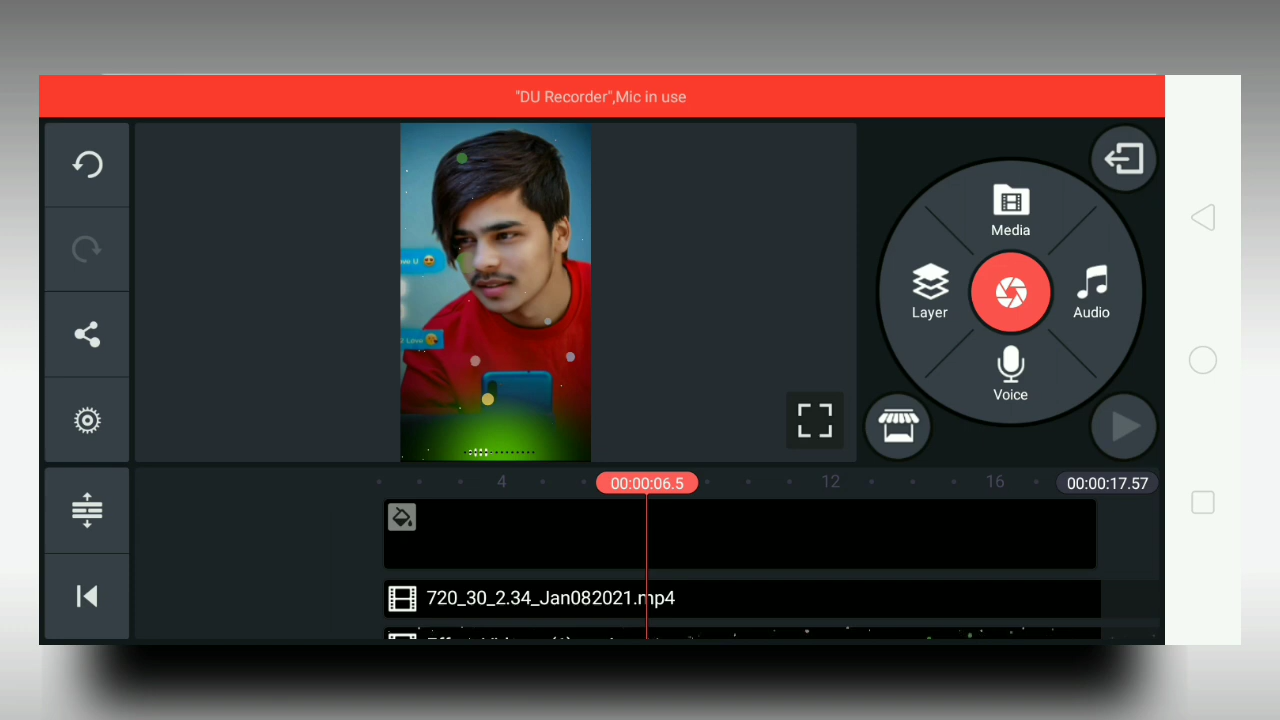 "DU Recorder",Mic in use
Media
Layer
Audio
Voice
4
00:00:06.5
12
16
00:00:17.57
720_30_2.34_Jan082021.mp4